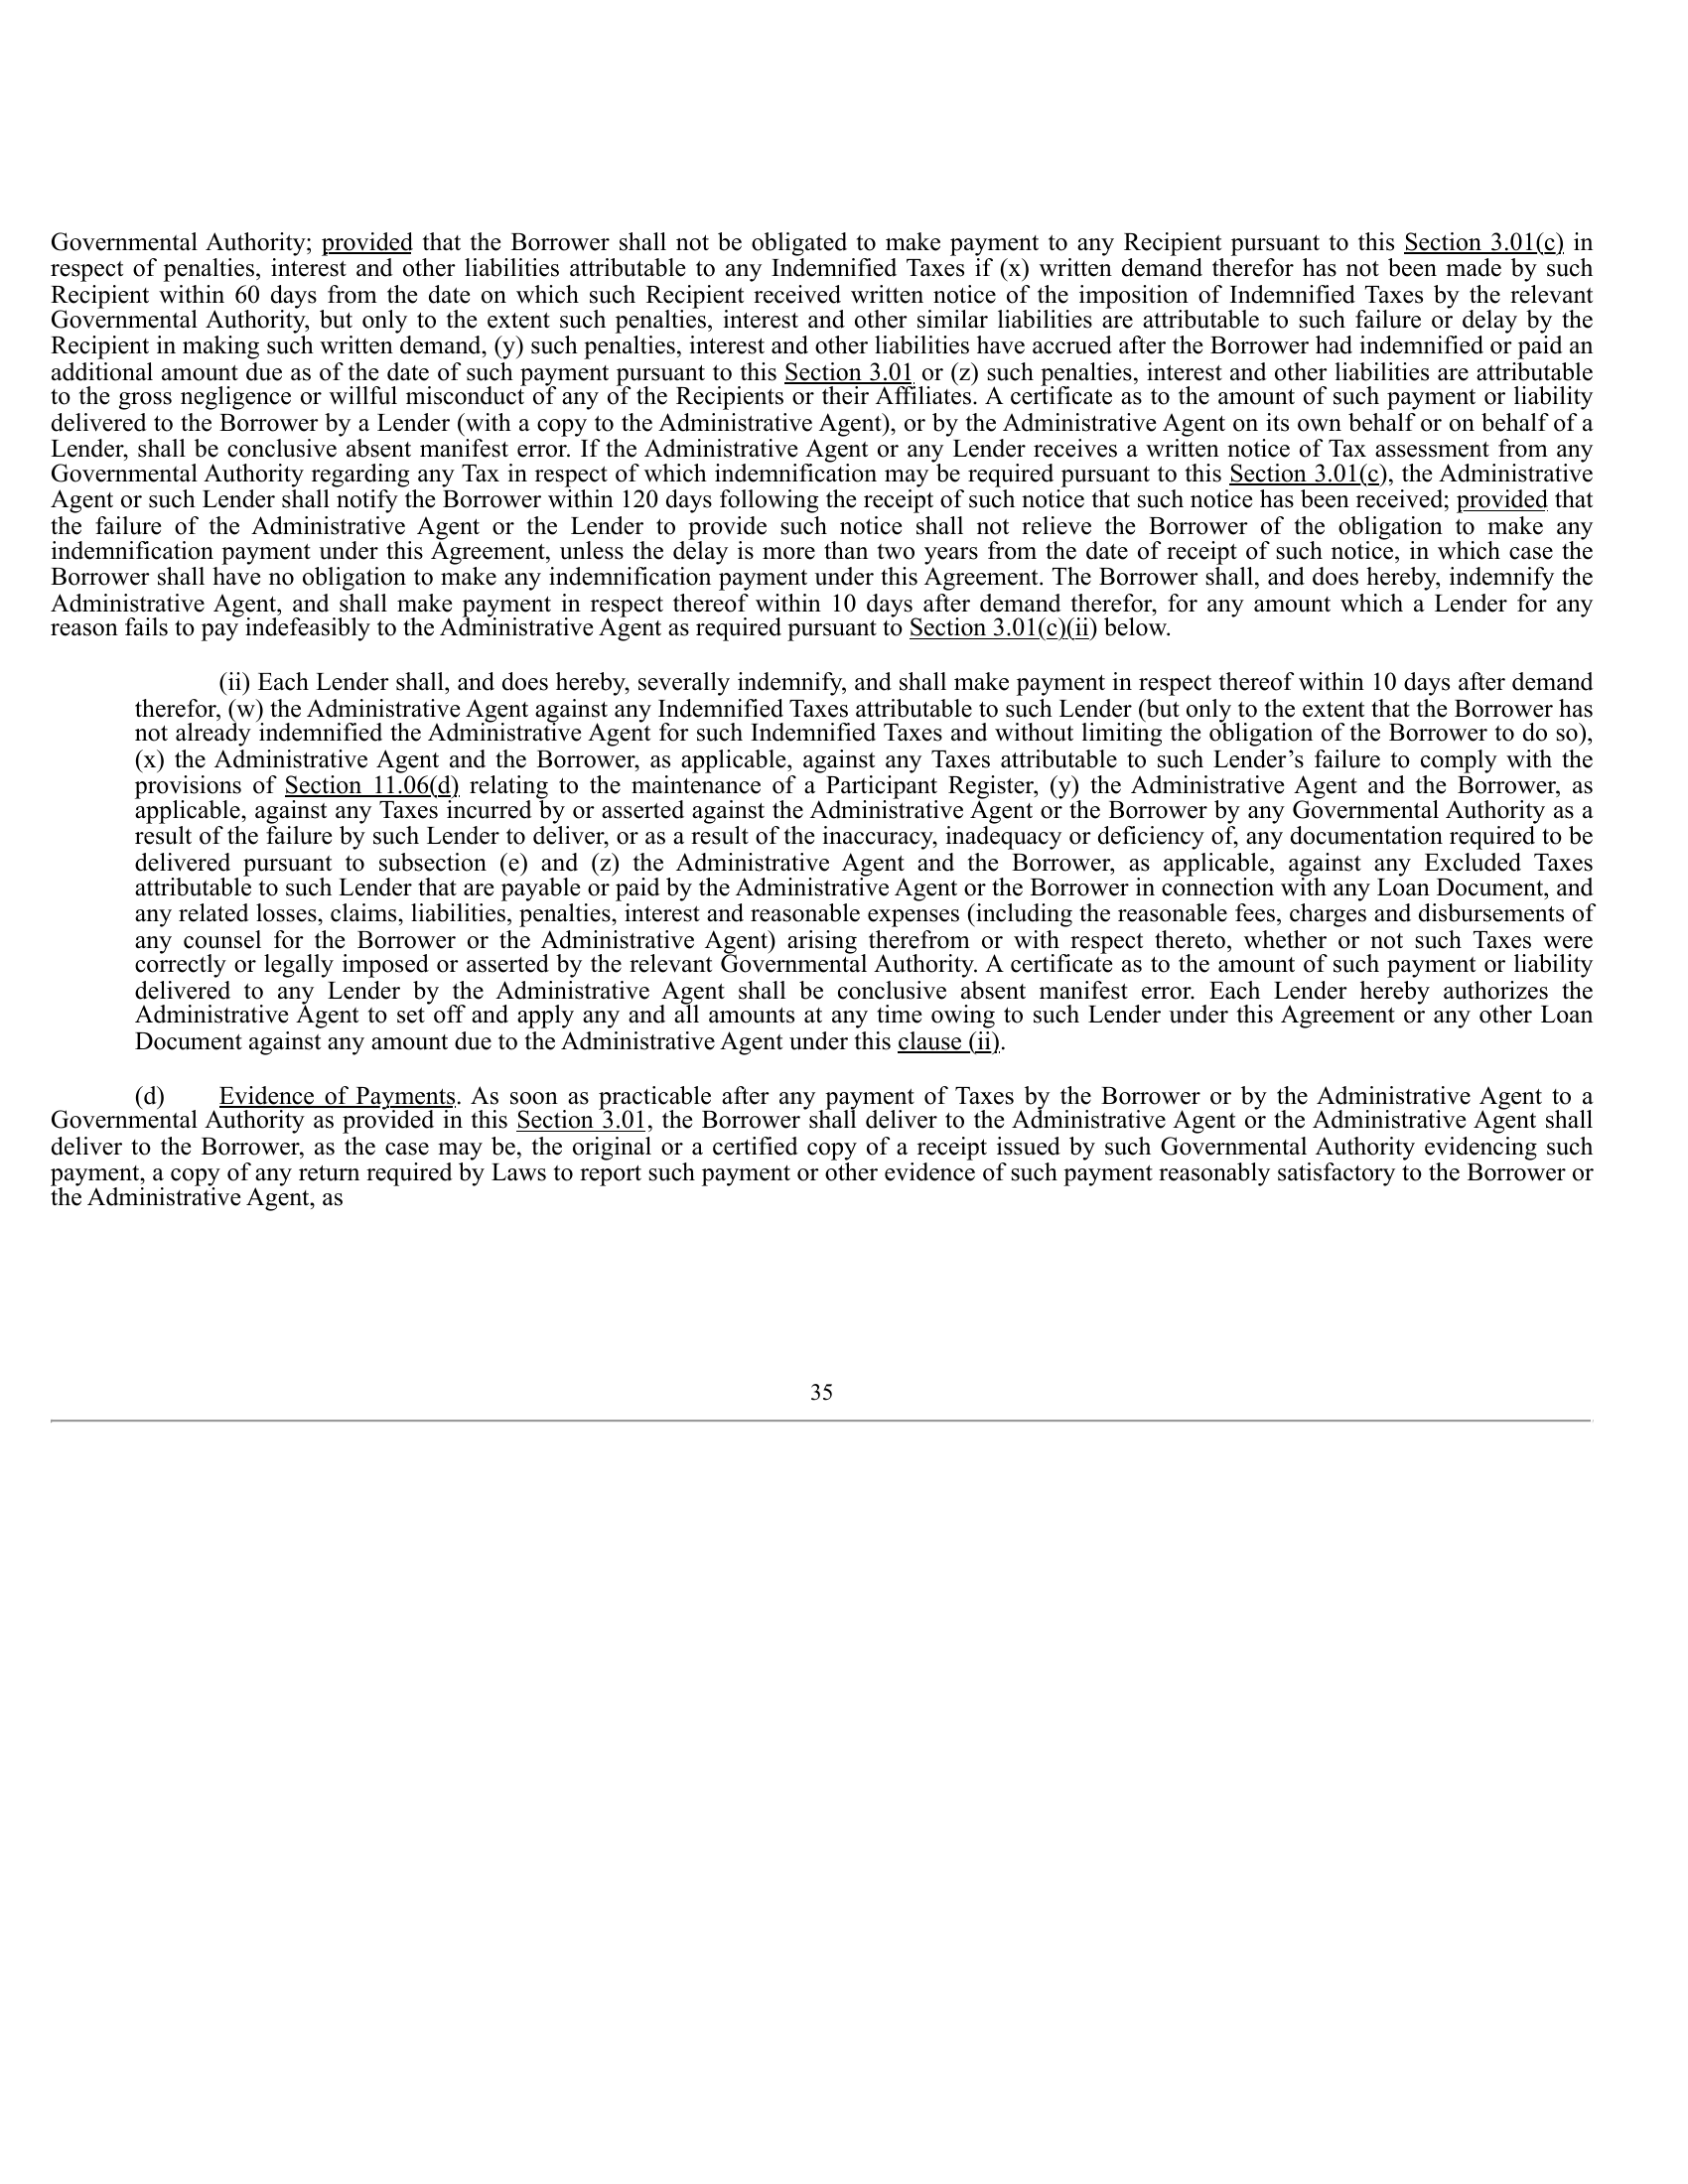 Governmental Authority; provided that the Borrower shall not be obligated to make payment to any Recipient pursuant to this Section 3.01(c) in
respect of penalties, interest and other liabilities attributable to any Indemnified Taxes if (x) written demand therefor has not been made by such
Recipient within 60 days from the date on which such Recipient received written notice of the imposition of Indemnified Taxes by the relevant
Governmental Authority, but only to the extent such penalties, interest and other similar liabilities are attributable to such failure or delay by the
Recipient in making such written demand, (y) such penalties, interest and other liabilities have accrued after the Borrower had indemnified or paid an
additional amount due as of the date of such payment pursuant to this Section 3.01 or (z) such penalties, interest and other liabilities are attributable
to the gross negligence or willful misconduct of any of the Recipients or their Affiliates. A certificate as to the amount of such payment or liability
delivered to the Borrower by a Lender (with a copy to the Administrative Agent), or by the Administrative Agent on its own behalf or on behalf of a
Lender, shall be conclusive absent manifest error. If the Administrative Agent or any Lender receives a written notice of Tax assessment from any
Governmental Authority regarding any Tax in respect of which indemnification may be required pursuant to this Section 3.01(c), the Administrative
Agent or such Lender shall notify the Borrower within 120 days following the receipt of such notice that such notice has been received; provided that
the failure of the Administrative Agent or the Lender to provide such notice shall not relieve the Borrower of the obligation to make any
indemnification payment under this Agreement, unless the delay is more than two years from the date of receipt of such notice, in which case the
Borrower shall have no obligation to make any indemnification payment under this Agreement. The Borrower shall, and does hereby, indemnify the
Administrative Agent, and shall make payment in respect thereof within 10 days after demand therefor, for any amount which a Lender for any
reason fails to pay indefeasibly to the Administrative Agent as required pursuant to Section 3.01(c)(ii) below.
(ii) Each Lender shall, and does hereby, severally indemnify, and shall make payment in respect thereof within 10 days after demand
therefor, (w) the Administrative Agent against any Indemnified Taxes attributable to such Lender (but only to the extent that the Borrower has
not already indemnified the Administrative Agent for such Indemnified Taxes and without limiting the obligation of the Borrower to do so),
(x) the Administrative Agent and the Borrower, as applicable, against any Taxes attributable to such Lender’s failure to comply with the
provisions of Section 11.06(d) relating to the maintenance of a Participant Register, (y) the Administrative Agent and the Borrower, as
applicable, against any Taxes incurred by or asserted against the Administrative Agent or the Borrower by any Governmental Authority as a
result of the failure by such Lender to deliver, or as a result of the inaccuracy, inadequacy or deficiency of, any documentation required to be
delivered pursuant to subsection (e) and (z) the Administrative Agent and the Borrower, as applicable, against any Excluded Taxes
attributable to such Lender that are payable or paid by the Administrative Agent or the Borrower in connection with any Loan Document, and
any related losses, claims, liabilities, penalties, interest and reasonable expenses (including the reasonable fees, charges and disbursements of
any counsel for the Borrower or the Administrative Agent) arising therefrom or with respect thereto, whether or not such Taxes were
correctly or legally imposed or asserted by the relevant Governmental Authority. A certificate as to the amount of such payment or liability
delivered to any Lender by the Administrative Agent shall be conclusive absent manifest error. Each Lender hereby authorizes the
Administrative Agent to set off and apply any and all amounts at any time owing to such Lender under this Agreement or any other Loan
Document against any amount due to the Administrative Agent under this clause (ii).
(d) Evidence of Payments. As soon as practicable after any payment of Taxes by the Borrower or by the Administrative Agent to a
Governmental Authority as provided in this Section 3.01, the Borrower shall deliver to the Administrative Agent or the Administrative Agent shall
deliver to the Borrower, as the case may be, the original or a certified copy of a receipt issued by such Governmental Authority evidencing such
payment, a copy of any return required by Laws to report such payment or other evidence of such payment reasonably satisfactory to the Borrower or
the Administrative Agent, as
35